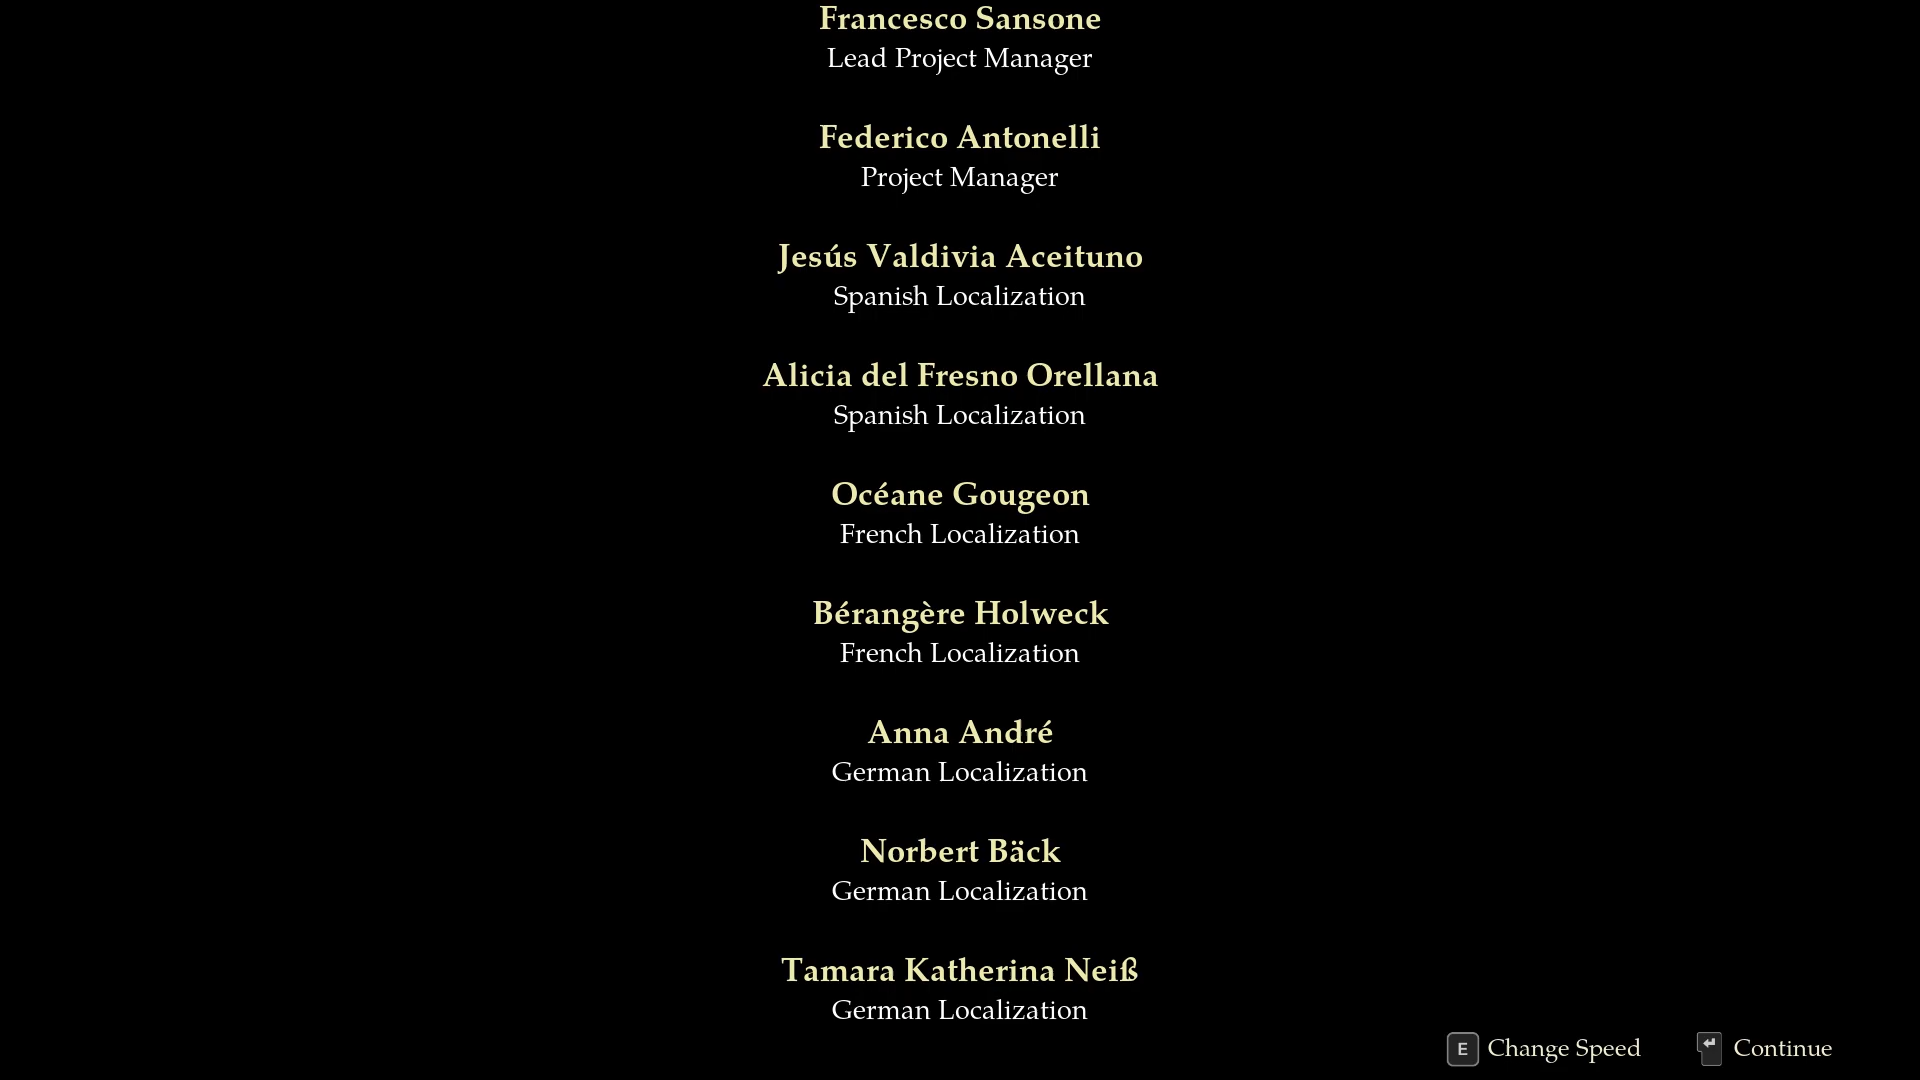 Francesco Sansone
Lead Project Manager
Federico Antonelli
Project Manager
Jesús Valdivia Aceituno
Spanish Localization
Alicia del Fresno Orellana
Spanish Localization
Océane Gougeon
French Localization
Bérangère Holweck
French Localization
Anna André
German Localization
Norbert Bäck
German Localization
Tamara Katherina Neiß
German Localization
E Change Speed
Continue